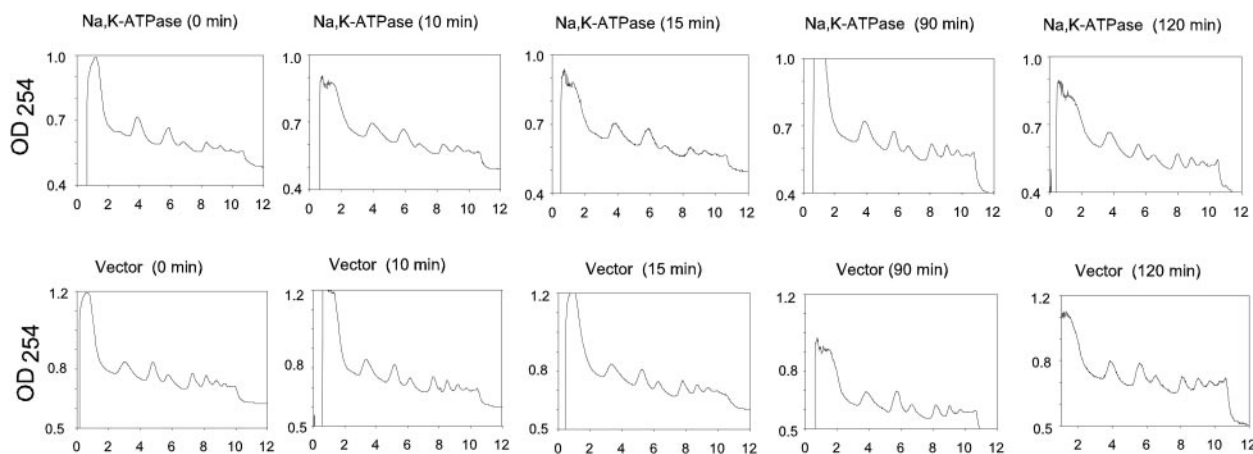 Na,K-ATPase (0 min) Na,K-ATPase (10 min) Na,K-ATPase (15 min) Na,K-ATPase (90 min) Na,K-ATPase (120 min)
OD 254
1.0 1.0 1.0 1.0 1.0
0.7 0.7 0.7 0.7 0.7
0.4 0.4 0.4 0.4 0.4
0 2 4 6 8 10 12 0 2 4 6 8 10 12 0 2 4 6 8 10 12 0 2 4 6 8 10 12 0 2 4 6 8 10 12
Vector (0 min) Vector (10 min) Vector (15 min) Vector (90 min) Vector (120 min)
OD 254
1.2 1.2 1.2 1.2 1.2
0.8 0.8 0.8 0.8 0.8
0.5 0.5 0.5 0.5 0.5
0 2 4 6 8 10 12 0 2 4 6 8 10 12 0 2 4 6 8 10 12 0 2 4 6 8 10 12 2 4 6 8 10 12